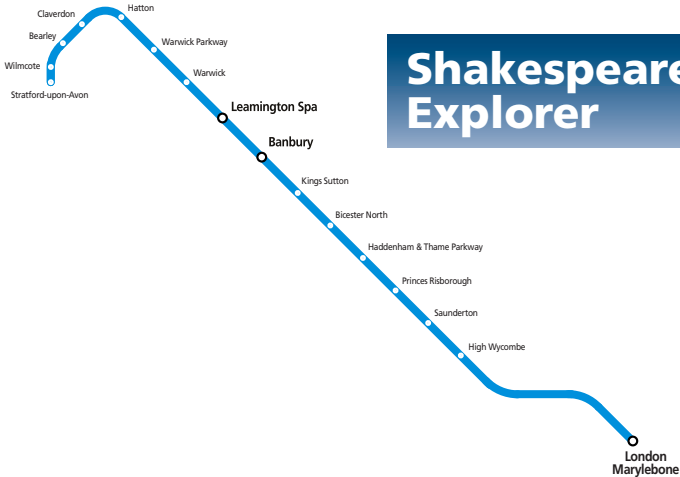 Hatton
Claverdon
Bearley
Warwick Parkway
Wilmcote
Warwick
Stratford-upon-Avon
Shakespeare
Explorer
Leamington Spa
Banbury
Kings Sutton
Bicester North
Haddenham & Thame Parkway
Princes Risborough
Saunderton
High Wycombe
London
Marylebone